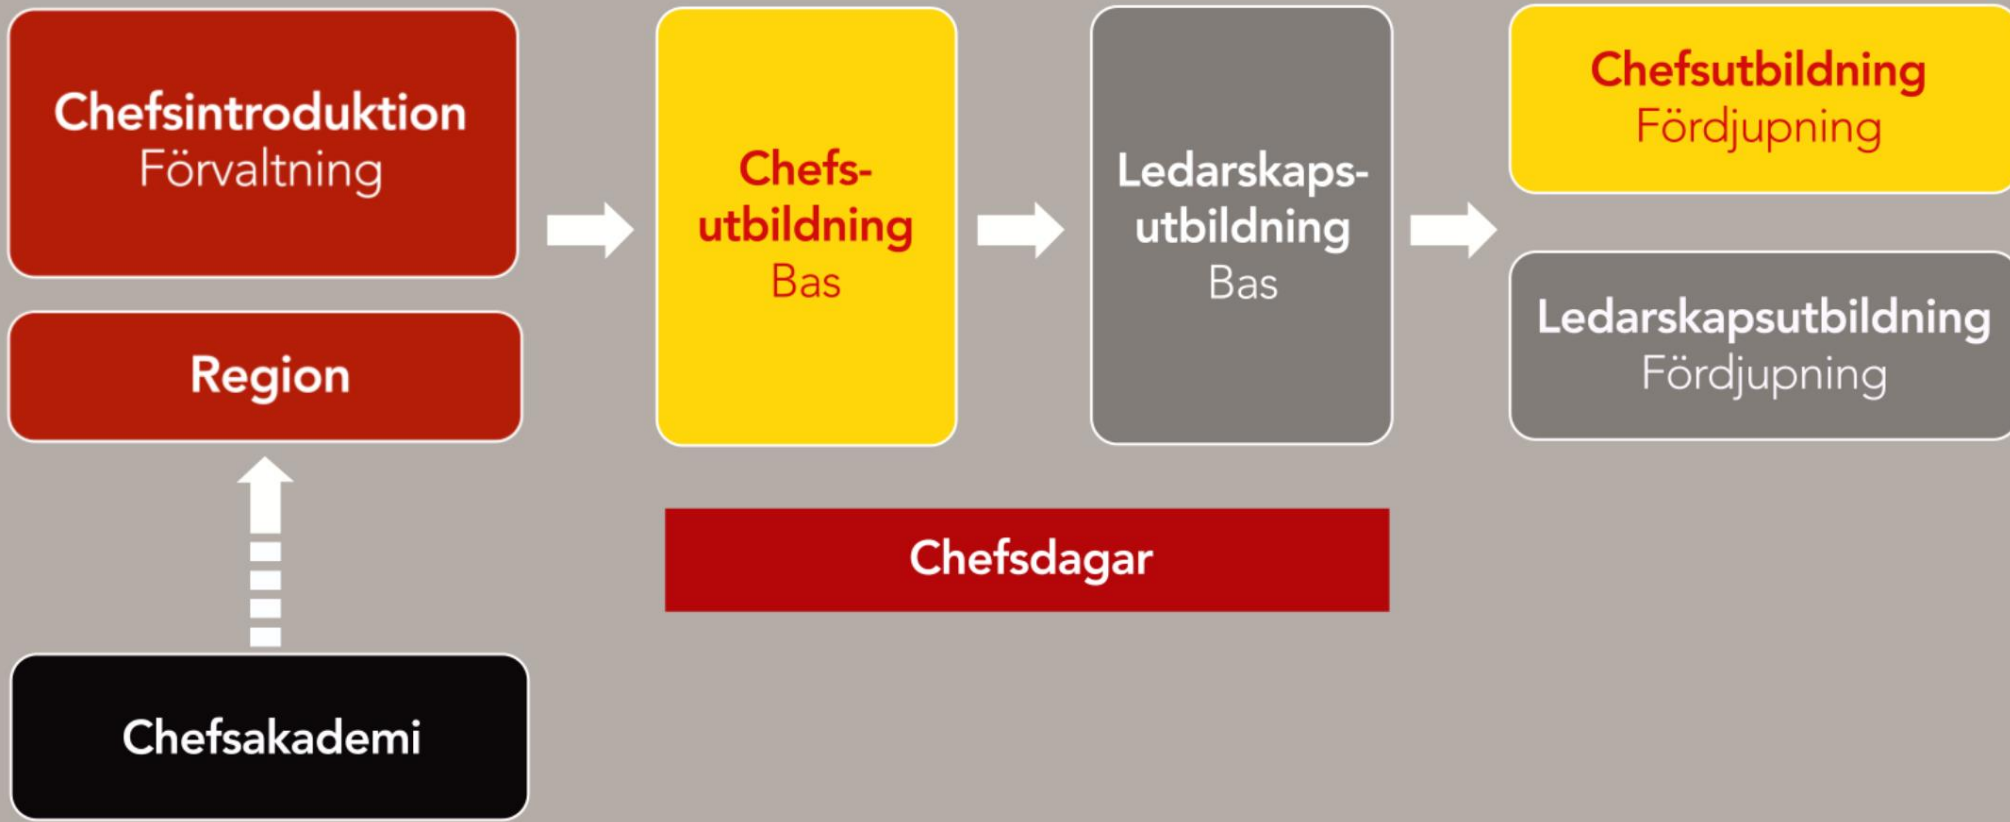 Chefsintroduktion
Förvaltning
Region
Chefsakademi
Chefs-
utbildning
Bas
Ledarskaps-
utbildning
Bas
Chefsdagar
Chefsutbildning
Fördjupning
Ledarskapsutbildning
Fördjupning